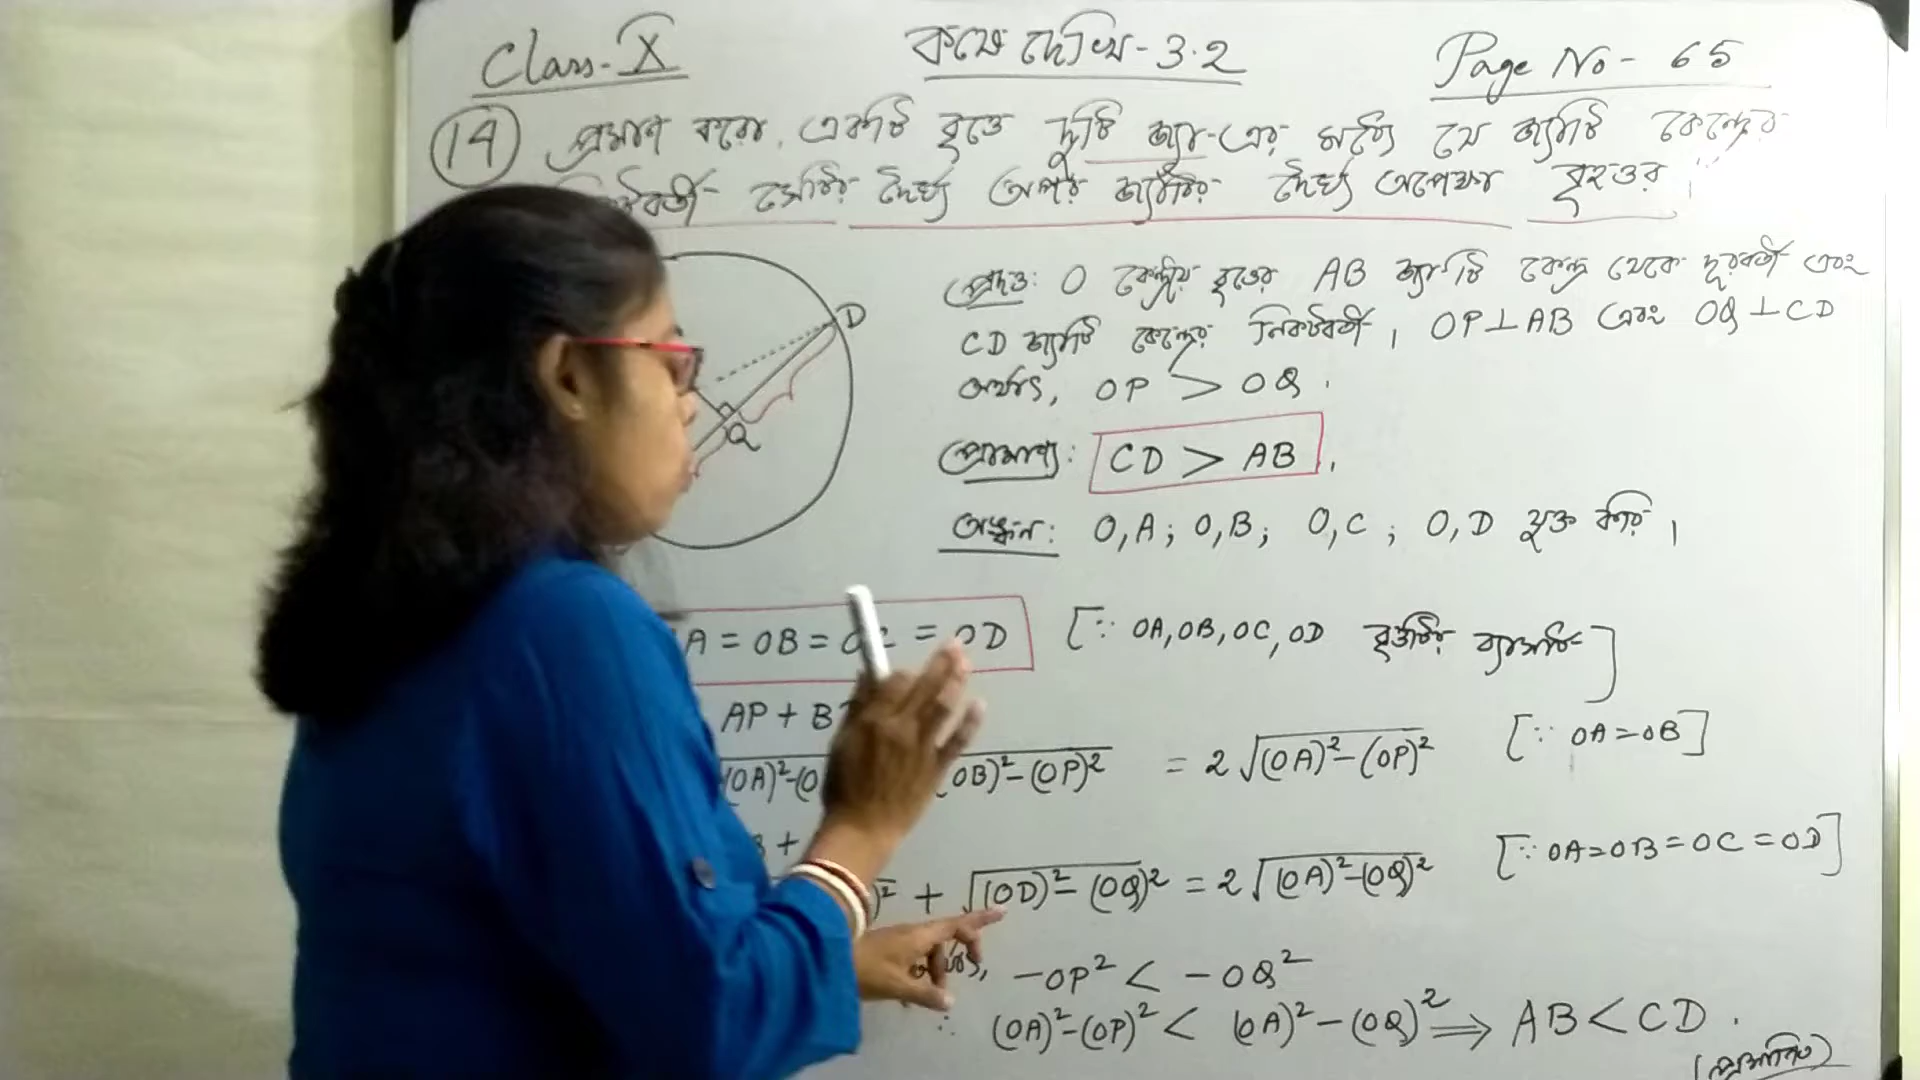 Class-X
কষে দেখি-3.2
Page No- 65
14 প্রমাণ করো, একটি বৃত্তে দুটি জ্যা-এর মধ্যে যে জ্যাটি কেন্দ্রের
সেটির দৈর্ঘ্য অপর জ্যাটির দৈর্ঘ্য অপেক্ষা বৃহত্তর।
D
Q
প্রদত্ত: O কেন্দ্রীয় বৃত্তের AB জ্যাটি কেন্দ্র থেকে দূরবর্তী এবং
CD জ্যাটি কেন্দ্রের নিকটবর্তী, OP⊥AB এবং OQ⊥CD
অর্থাৎ, OP > OQ.
প্রামাণ্য: CD > AB.
অঙ্কন: O,A; O,B; O,C; O,D যুক্ত করি।
A = OB = OC = OD [∵ OA,OB,OC,OD বৃত্তটির ব্যাসার্ধ]
AP + B
(OA)²-(O OB)²-(OP)² = 2√(OA)²-(OP)² [∵ OA=OB]
+
)² + √(OD)²-(OQ)² = 2√(OA)²-(OQ)² [∵ OA=OB=OC=OD]
অর্থাৎ, -OP² < -OQ²
∴ (OA)²-(OP)² < (OA)²-(OQ)² ⟹ AB < CD.
(প্রমাণিত)